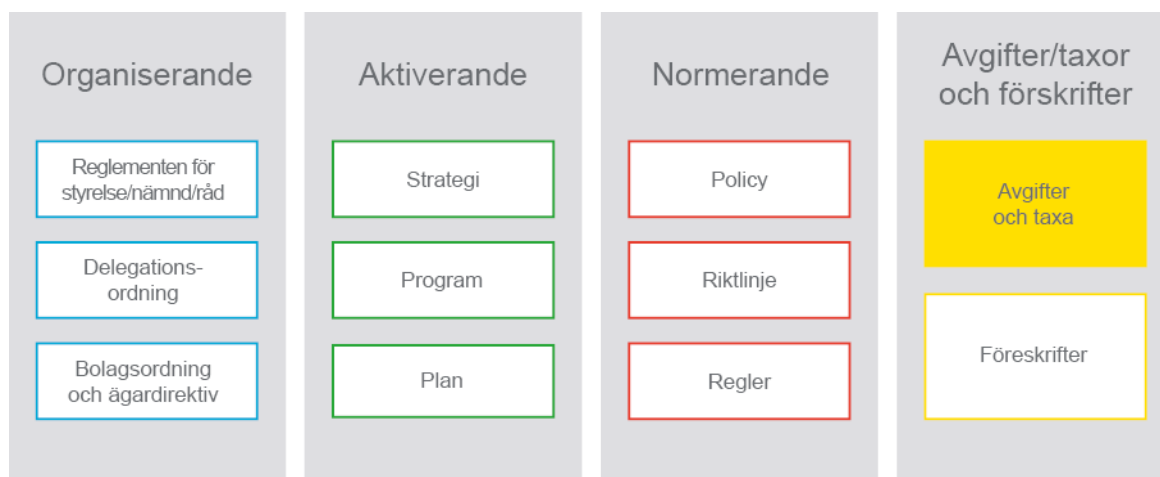 Organiserande
Reglementen för
styrelse/nämnd/råd
Delegations-
ordning
Bolagsordning
och ägardirektiv
Aktiverande
Strategi
Program
Plan
Normerande
Policy
Riktlinje
Regler
Avgifter/taxor
och förskrifter
Avgifter
och taxa
Föreskrifter